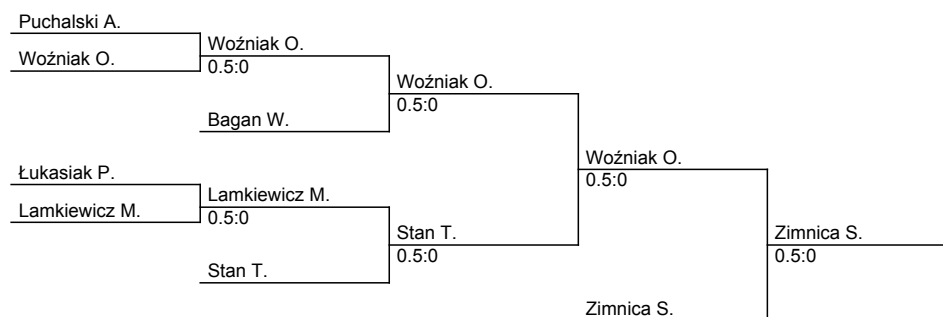 Puchalski A.
Woźniak O.
Woźniak O.
0.5:0
Woźniak O.
0.5:0
Bagan W.
Woźniak O.
0.5:0
Łukasiak P.
Lamkiewicz M.
Lamkiewicz M.
0.5:0
Stan T.
0.5:0
Zimnica S.
0.5:0
Stan T.
Zimnica S.